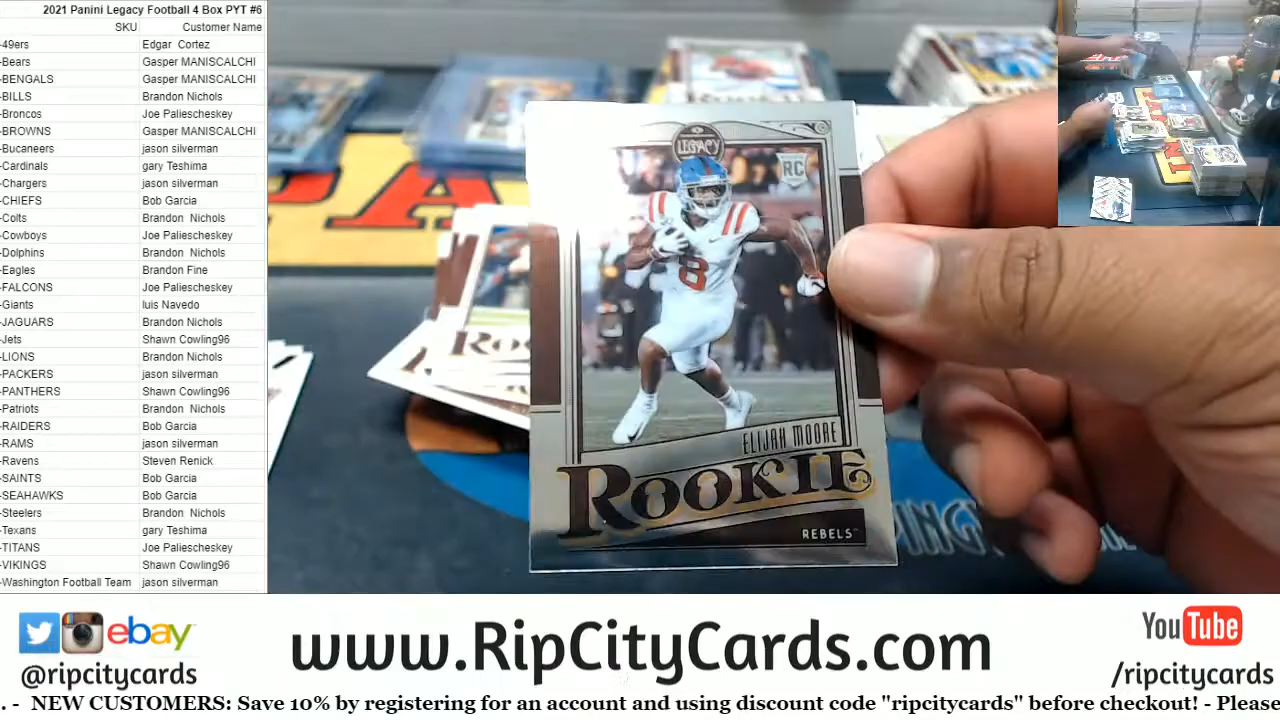 2021 Panini Legacy Football 4 Box PYT #6
SKU Customer Name
-49ers Edgar Cortez
-Bears Gasper MANISCALCHI
-BENGALS Gasper MANISCALCHI
-BILLS Brandon Nichols
-Broncos Joe Paliescheskey
-BROWNS Gasper MANISCALCHI
-Bucaneers jason silverman
-Cardinals gary Teshima
-Chargers jason silverman
-CHIEFS Bob Garcia
-Colts Brandon Nichols
-Cowboys Joe Paliescheskey
-Dolphins Brandon Nichols
-Eagles Brandon Fine
-FALCONS Joe Paliescheskey
-Giants luis Navedo
-JAGUARS Brandon Nichols
-Jets Shawn Cowling96
-LIONS Brandon Nichols
-PACKERS jason silverman
-PANTHERS Shawn Cowling96
-Patriots Brandon Nichols
-RAIDERS Bob Garcia
-RAMS jason silverman
-Ravens Steven Renick
-SAINTS Bob Garcia
-SEAHAWKS Bob Garcia
-Steelers Brandon Nichols
-Texans gary Teshima
-TITANS Joe Paliescheskey
-VIKINGS Shawn Cowling96
-Washington Football Team jason silverman
LEGACY
RC
8
ELIJAH MOORE
ROOKIE
REBELS™
ebay
@ripcitycards
www.RipCityCards.com
YouTube
/ripcitycards
. - NEW CUSTOMERS: Save 10% by registering for an account and using discount code "ripcitycards" before checkout! - Please